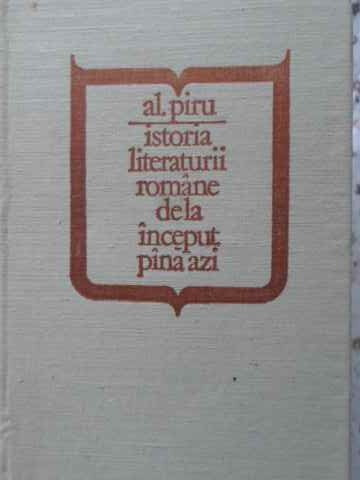 al. piru
istoria
literaturii
române
de la
început
pînă azi